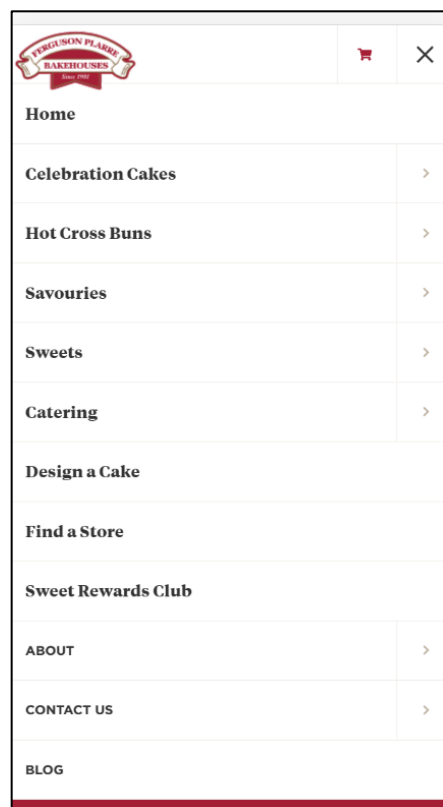 FERGUSON PLARRE
BAKEHOUSES
Since 1901
Home
Celebration Cakes
Hot Cross Buns
Savouries
Sweets
Catering
Design a Cake
Find a Store
Sweet Rewards Club
ABOUT
CONTACT US
BLOG